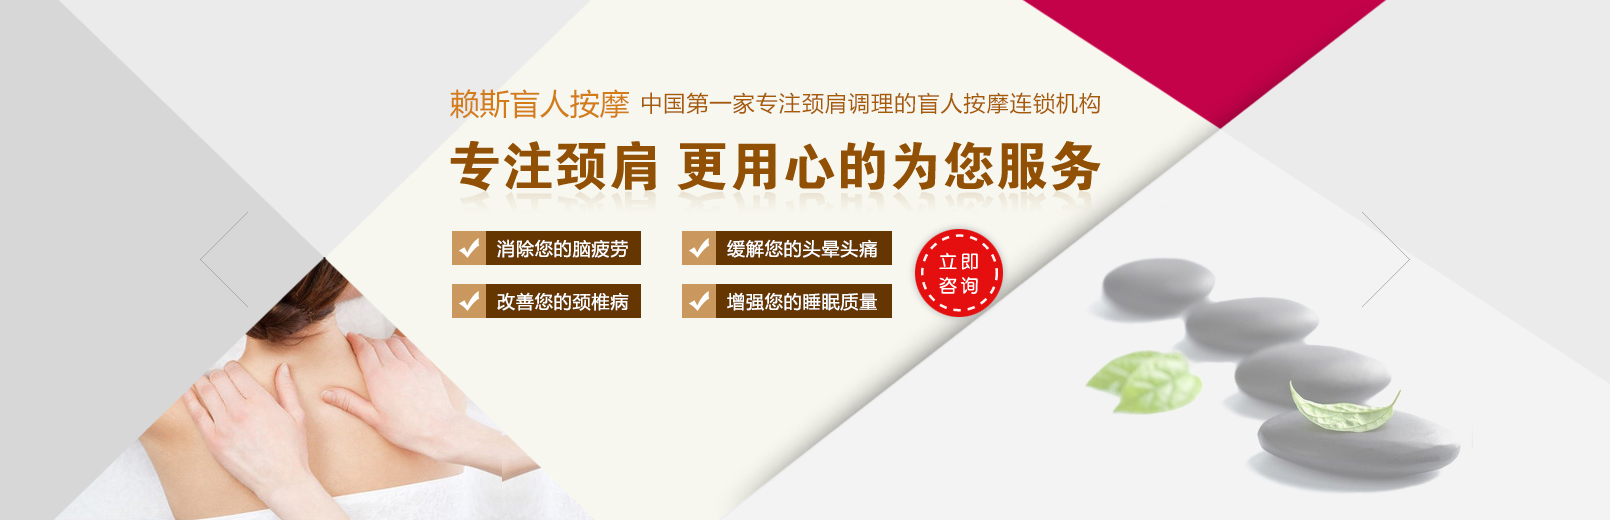 赖斯盲人按摩 中国第一家专注颈肩调理的盲人按摩连锁机构
专注颈肩 更用心的为您服务
消除您的脑疲劳 缓解您的头晕头痛
改善您的颈椎病 增强您的睡眠质量
立即
咨询